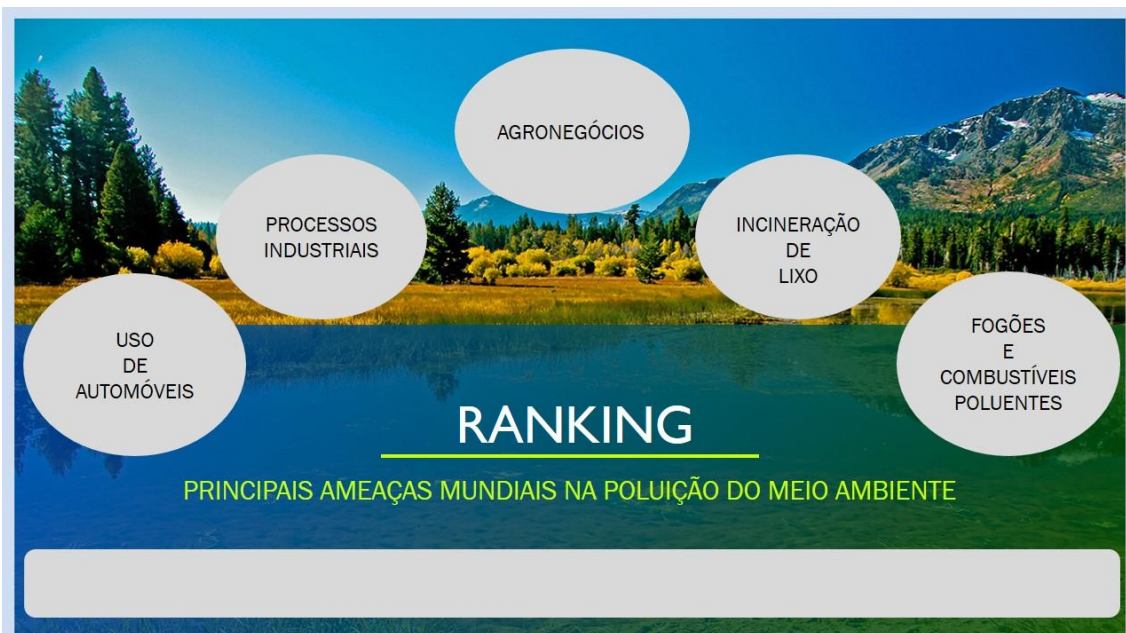 AGRONEGÓCIOS
PROCESSOS
INDUSTRIAIS
INCINERAÇÃO
DE
LIXO
USO
DE
AUTOMÓVEIS
FOGÕES
E
COMBUSTÍVEIS
POLUENTES
RANKING
PRINCIPAIS AMEAÇAS MUNDIAIS NA POLUIÇÃO DO MEIO AMBIENTE